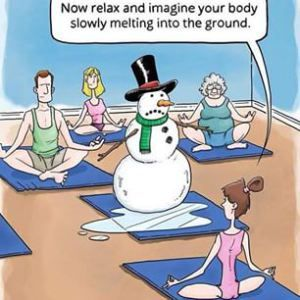 Now relax and imagine your body
slowly melting into the ground.